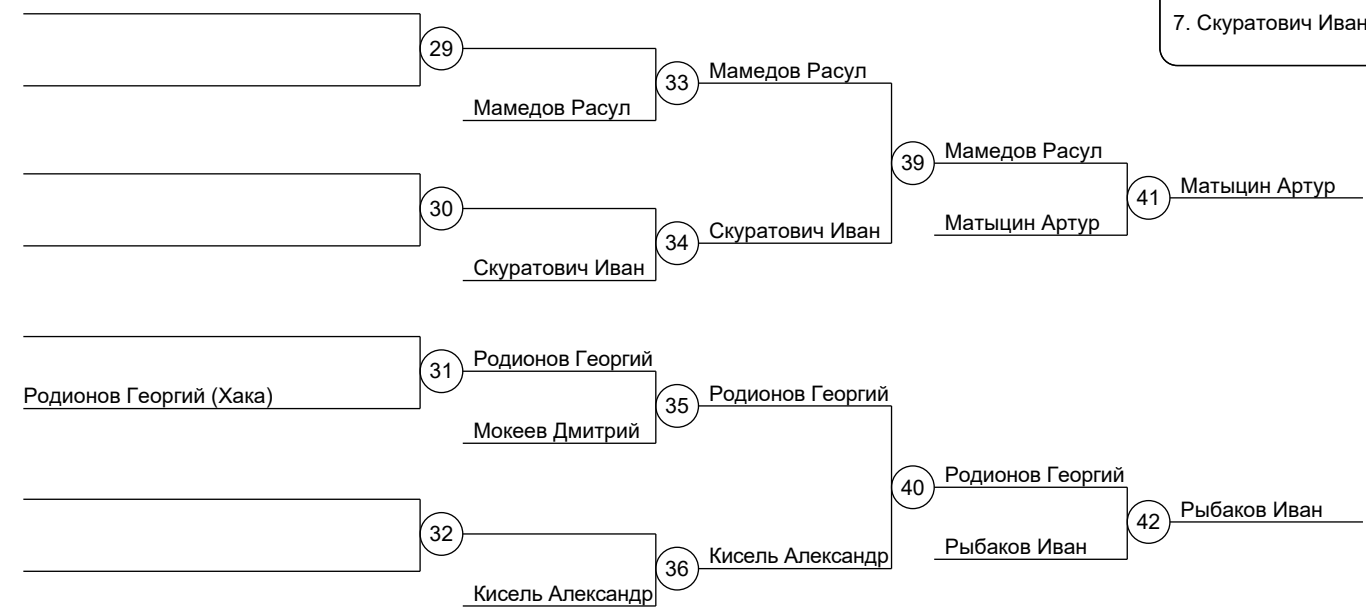 7. Скуратович Иван
29
33
Мамедов Расул
Мамедов Расул
39
Мамедов Расул
41
Матыцин Артур
30
34
Скуратович Иван
Матыцин Артур
Скуратович Иван
31
Родионов Георгий
Родионов Георгий (Хака)
35
Родионов Георгий
Мокеев Дмитрий
40
Родионов Георгий
42
Рыбаков Иван
32
36
Кисель Александр
Рыбаков Иван
Кисель Александр